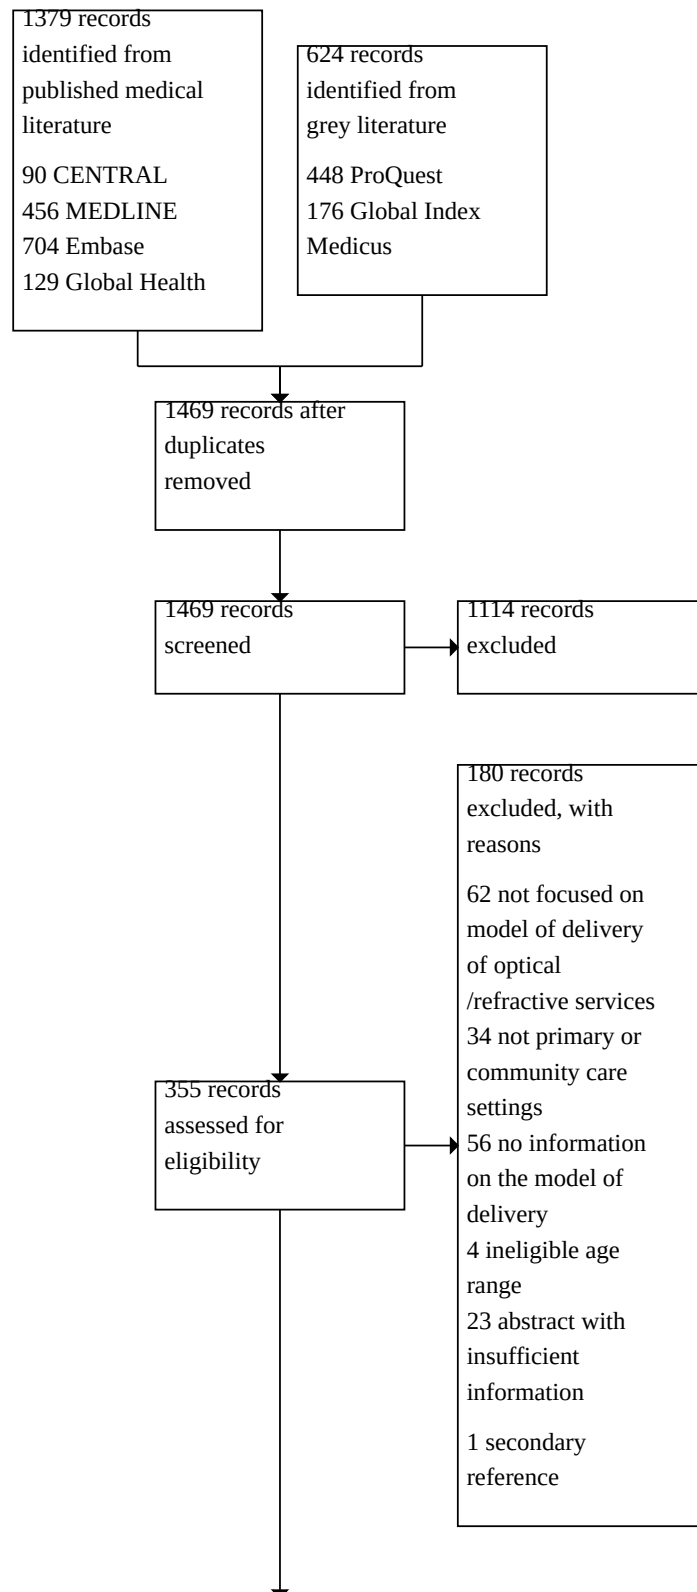 1379 records
identified from
published medical
literature
90 CENTRAL
456 MEDLINE
704 Embase
129 Global Health
624 records
identified from
grey literature
448 ProQuest
176 Global Index
Medicus
1469 records after
duplicates
removed
1469 records
screened
1114 records
excluded
180 records
excluded, with
reasons
62 not focused on
model of delivery
of optical
/refractive services
34 not primary or
community care
settings
56 no information
on the model of
delivery
4 ineligible age
range
23 abstract with
insufficient
information
1 secondary
reference
355 records
assessed for
eligibility